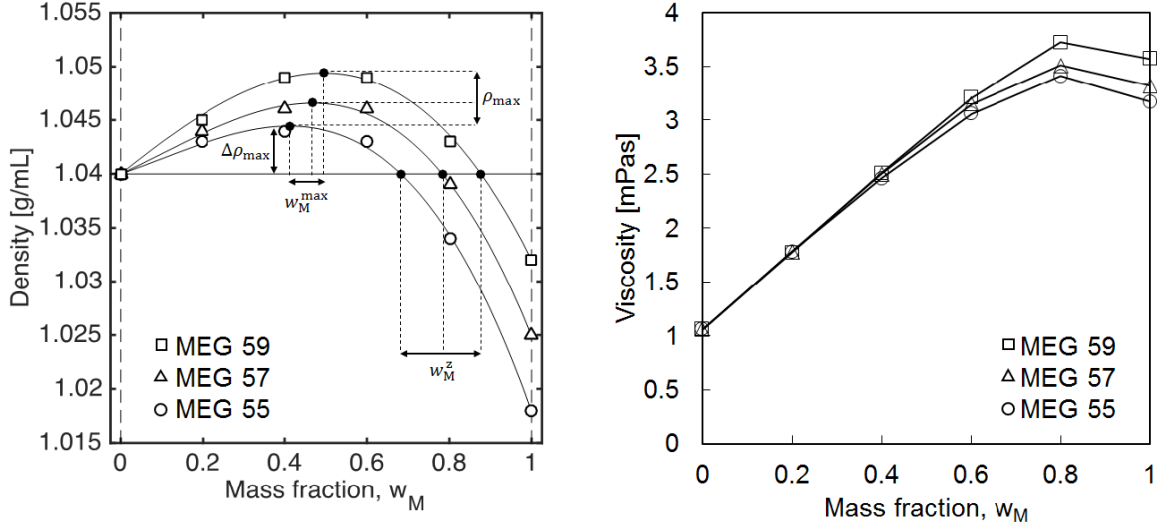 1.055
1.05
1.045
1.04
1.035
1.03
1.025
1.02
1.015
Density [g/mL]
ρmax
Δρmax
wMmax
wMz
MEG 59
MEG 57
MEG 55
0 0.2 0.4 0.6 0.8 1
Mass fraction, wM
4
3.5
3
2.5
2
1.5
1
0.5
0
Viscosity [mPas]
MEG 59
MEG 57
MEG 55
0 0.2 0.4 0.6 0.8 1
Mass fraction, wM